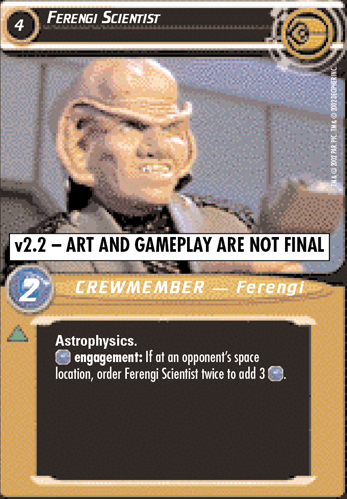 4
FERENGI SCIENTIST
v2.2 – ART AND GAMEPLAY ARE NOT FINAL
2
CREWMEMBER — Ferengi
Astrophysics.
engagement: If at an opponent's space
location, order Ferengi Scientist twice to add 3 .